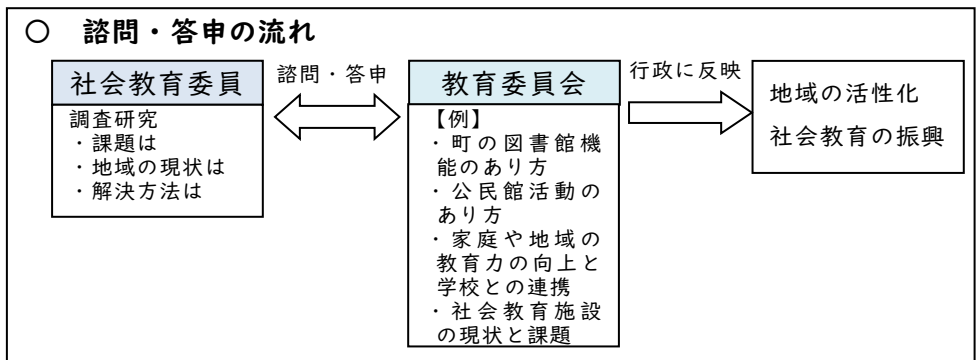 ○ 諮問・答申の流れ
社会教育委員
調査研究
・課題は
・地域の現状は
・解決方法は
諮問・答申
教育委員会
【例】
・町の図書館機
能のあり方
・公民館活動の
あり方
・家庭や地域の
教育力の向上と
学校との連携
・社会教育施設
の現状と課題
行政に反映
地域の活性化
社会教育の振興